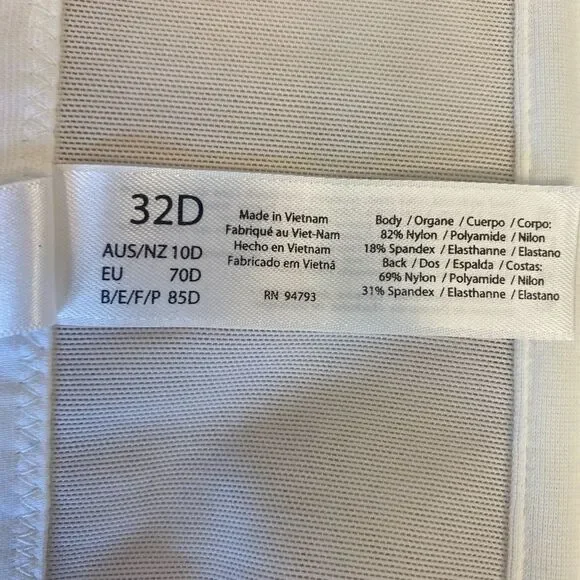 32D
AUS/NZ 10D
EU 70D
B/E/F/P 85D
Made in Vietnam
Fabriqué au Viet-Nam
Hecho en Vietnam
Fabricado em Vietnã
RN 94793
Body / Organe / Cuerpo / Corpo:
82% Nylon / Polyamide / Nilon
18% Spandex / Elasthanne / Elastano
Back / Dos / Espalda / Costas:
69% Nylon / Polyamide / Nilon
31% Spandex / Elasthanne / Elastano